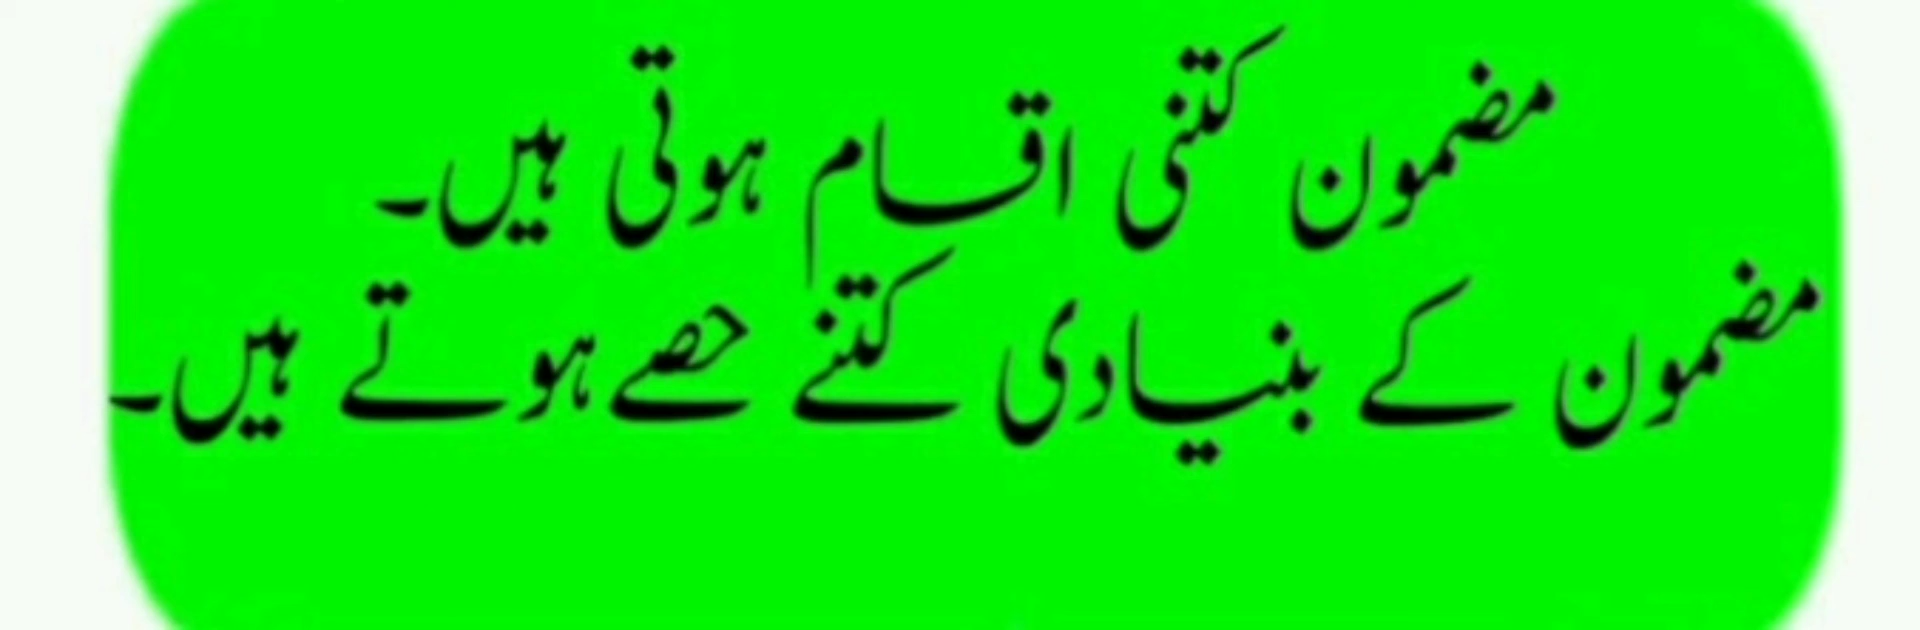 مضمون کتنی اقسام ہوتی ہیں۔
مضمون کے بنیادی کتنے حصے ہوتے ہیں۔